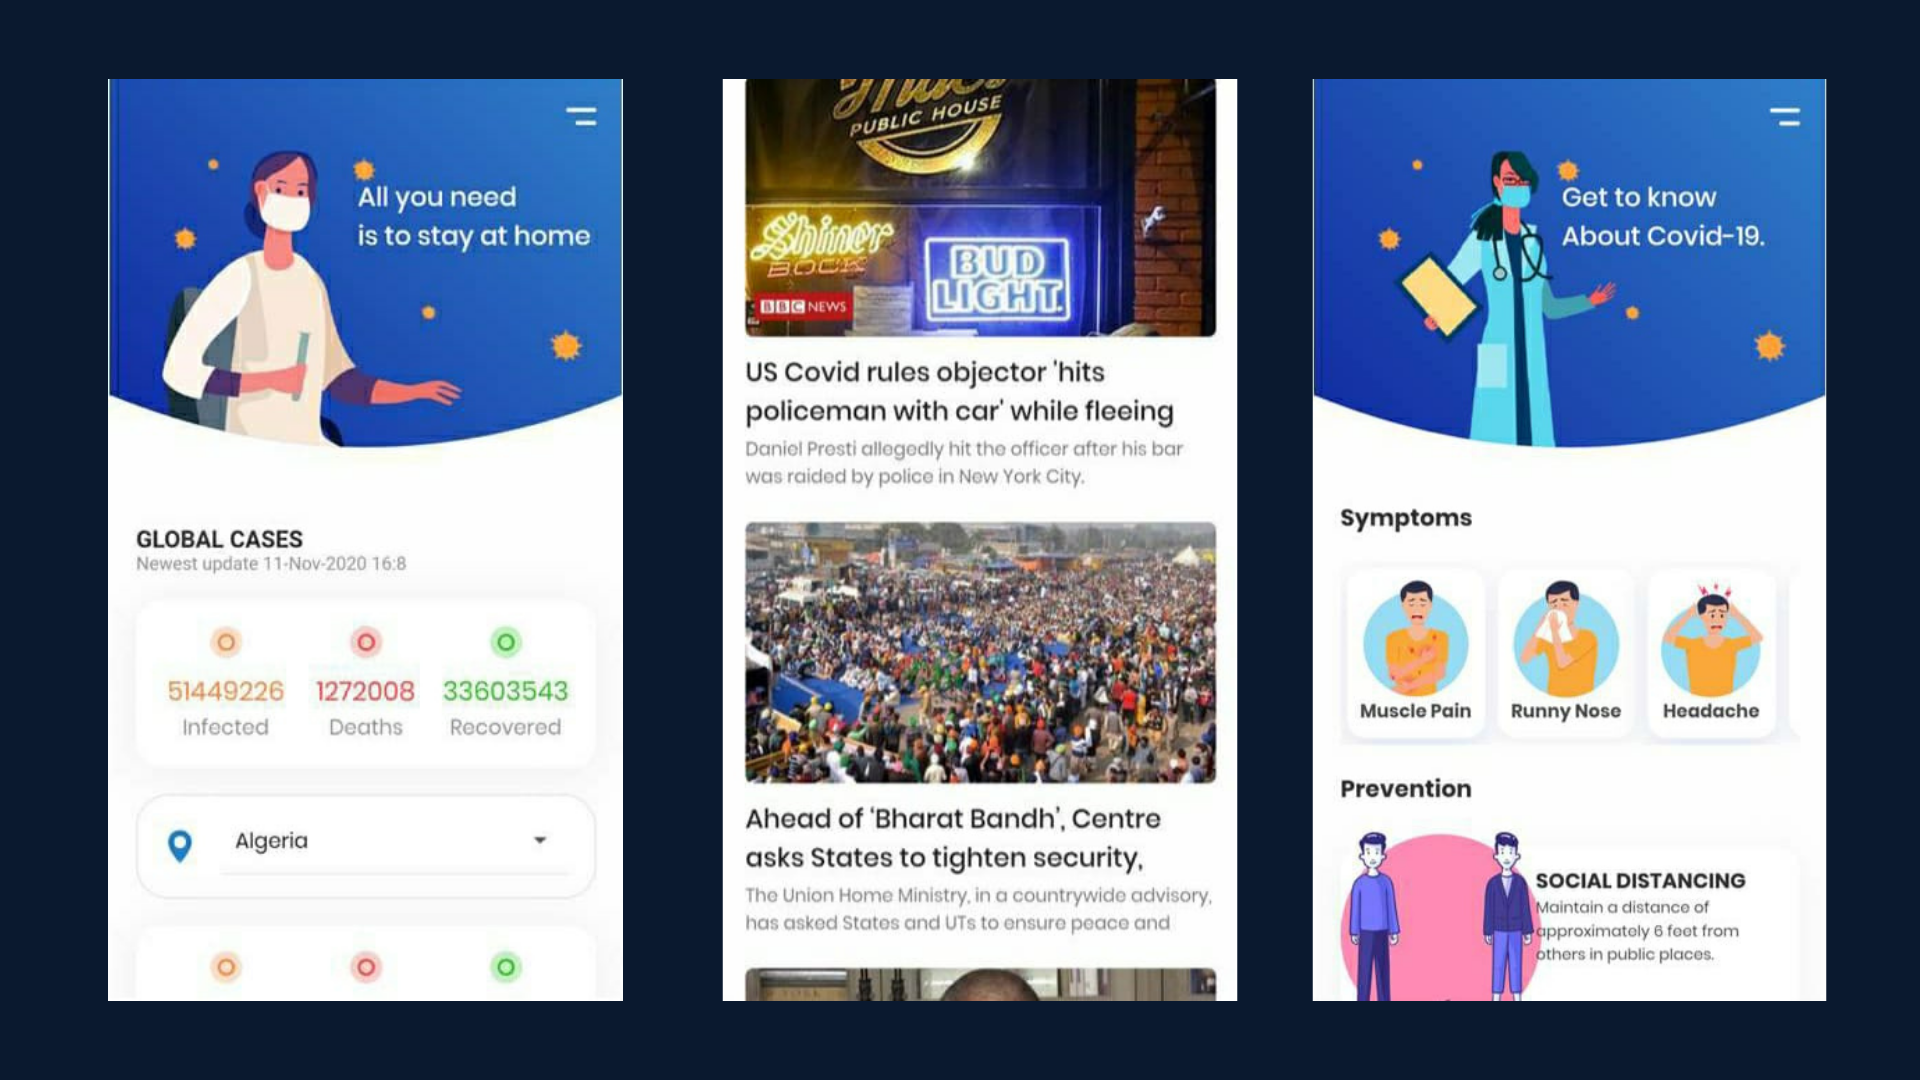 All you need
is to stay at home
GLOBAL CASES
Newest update 11-Nov-2020 16:8
51449226 1272008 33603543
Infected Deaths Recovered
Algeria
PUBLIC HOUSE
Shiner
BOCK
BUD
LIGHT.
BBC NEWS
US Covid rules objector 'hits
policeman with car' while fleeing
Daniel Presti allegedly hit the officer after his bar
was raided by police in New York City.
Ahead of ‘Bharat Bandh’, Centre
asks States to tighten security,
The Union Home Ministry, in a countrywide advisory,
has asked States and UTs to ensure peace and
Get to know
About Covid-19.
Symptoms
Muscle Pain Runny Nose Headache
Prevention
SOCIAL DISTANCING
Maintain a distance of
approximately 6 feet from
others in public places.